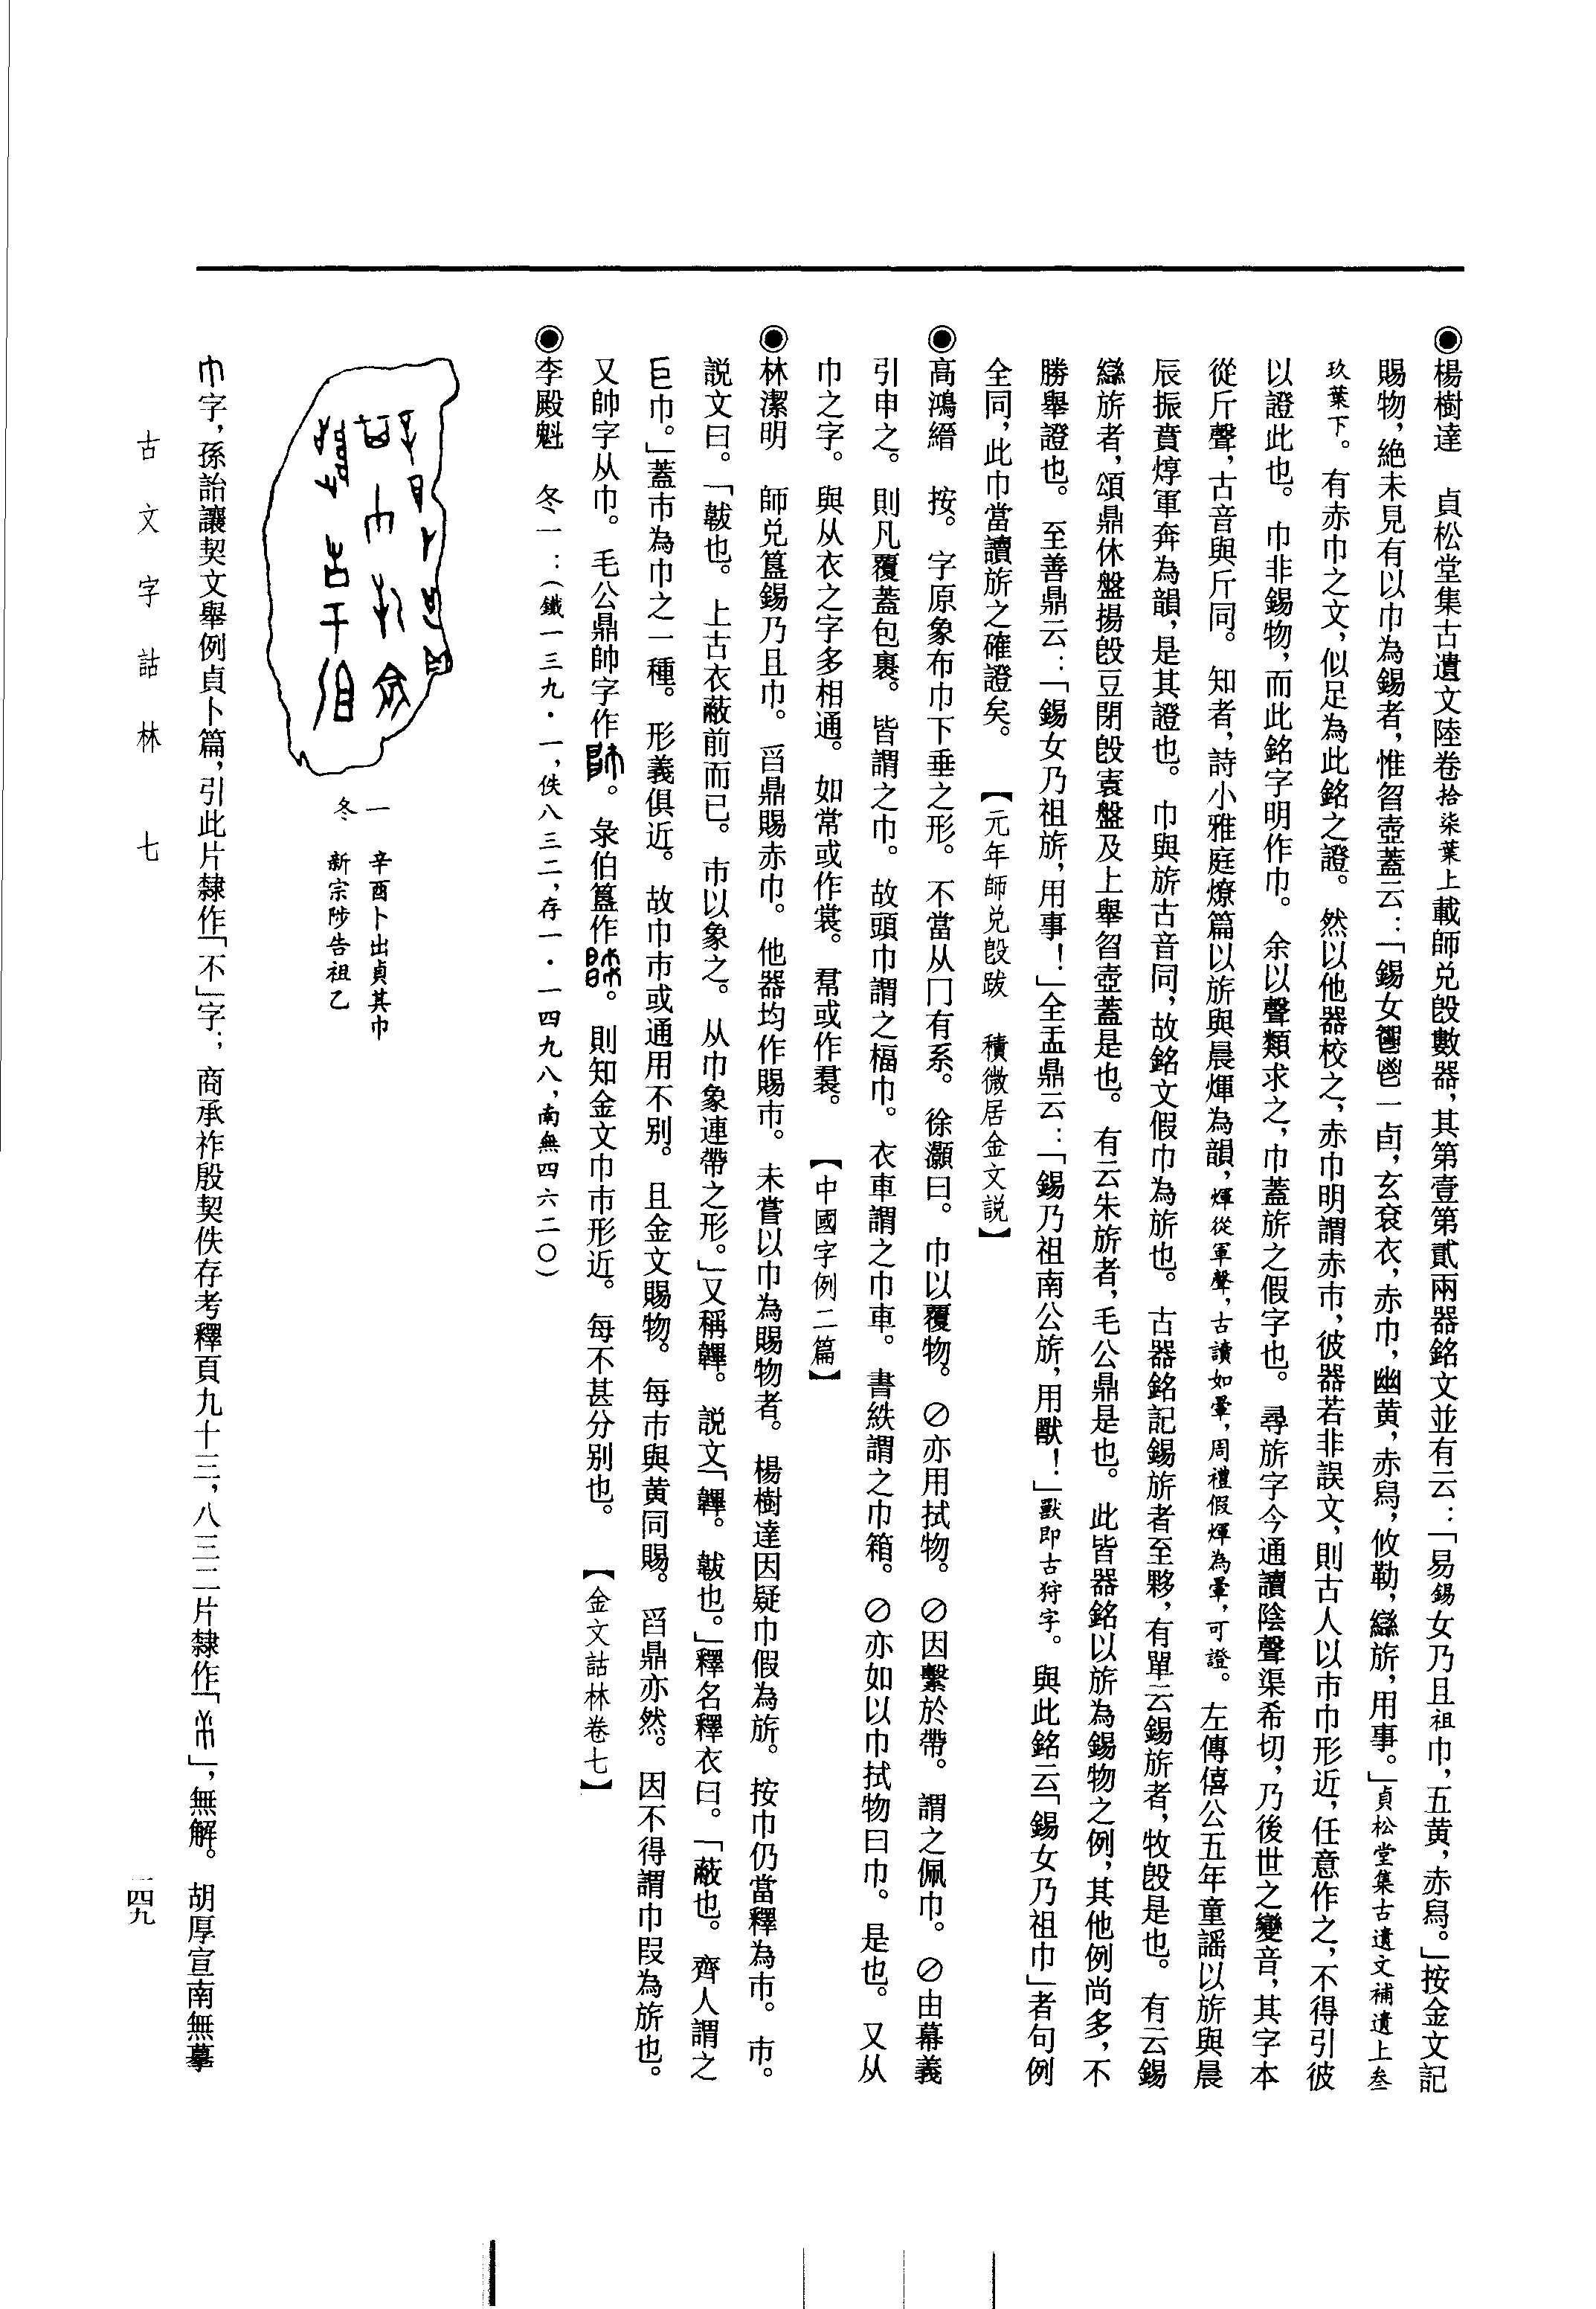 ◉楊樹達　貞松堂集古遺文陸卷拾柒葉上載師兑𣪘數器，其第壹第貳兩器銘文並有云：「易錫女乃且祖巾，五黄，赤舄。」按金文記
賜物，絶未見有以巾為錫者，惟曶壺蓋云：「錫女鬯一卣，玄袞衣，赤巾，幽黄，赤舄，攸勒，䜌旂，用事。」貞松堂集古遺文補遺上叁
玖葉下。有赤巾之文，似足為此銘之證。然以他器校之，赤巾明謂赤巿，彼器若非誤文，則古人以巿巾形近，任意作之，不得引彼
以證此也。巾非錫物，而此銘字明作巾。余以聲類求之，巾蓋旂之假字也。尋旂字今通讀陰聲渠希切，乃後世之變音，其字本
從斤聲，古音與斤同。知者，詩小雅庭燎篇以旂與晨煇為韻，煇從軍聲，古讀如暈，周禮假煇為暈，可證。左傳僖公五年童謡以旂與晨
辰振賁焞軍奔為韻，是其證也。巾與旂古音同，故銘文假巾為旂也。古器銘記錫旂者至夥，有單云錫旂者，牧𣪘是也。有云錫
䜌旂者，頌鼎休盤揚𣪘豆閉𣪘寰盤及上舉曶壺蓋是也。有云朱旂者，毛公鼎是也。此皆器銘以旂為錫物之例，其他例尚多，不
勝舉證也。至善鼎云：「錫女乃祖旂，用事！」全盂鼎云：「錫乃祖南公旂，用獸！」獸即古狩字。與此銘云「錫女乃祖巾」者句例
全同，此巾當讀旂之確證矣。【元年師兑𣪘跋　積微居金文説】
◉高鴻縉　按。字原象布巾下垂之形。不當从冂有系。徐灝曰。巾以覆物。⊘亦用拭物。⊘因繫於帶。謂之佩巾。⊘由幕義
引申之。則凡覆蓋包裹。皆謂之巾。故頭巾謂之楅巾。衣車謂之巾車。書紩謂之巾箱。⊘亦如以巾拭物曰巾。是也。又从
巾之字。與从衣之字多相通。如常或作裳。帬或作裠。【中國字例二篇】
◉林潔明　師兑簋錫乃且巾。舀鼎賜赤巾。他器均作賜巿。未嘗以巾為賜物者。楊樹達因疑巾假為旂。按巾仍當釋為巿。巿。
説文曰。「韍也。上古衣蔽前而已。巿以象之。从巾象連帶之形。」又稱韠。説文「韠。韍也。」釋名釋衣曰。「蔽也。齊人謂之
巨巾。」蓋巿為巾之一種。形義俱近。故巾巿或通用不别。且金文賜物。每巿與黄同賜。舀鼎亦然。因不得謂巾叚為旂也。
又帥字从巾。毛公鼎帥字作。彔伯簋作。則知金文巾巿形近。每不甚分别也。【金文詁林卷七】
◉李殿魁　冬一：（鐵一三九·一，佚八三二，存一·一四九八，南無四六二〇）
冬一
辛酉卜出貞其巾
新宗陟告祖乙
巾字，孫詒讓契文舉例貞卜篇，引此片隸作「不」字；商承祚殷契佚存考釋頁九十三，八三二片隸作「」，無解。胡厚宣南無摹
古文字詁林　七
一四九